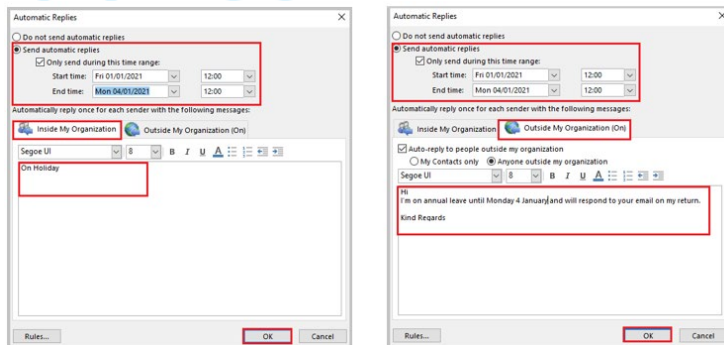 Automatic Replies
Do not send automatic replies
Send automatic replies
Only send during this time range:
Start time: Fri 01/01/2021 12:00
End time: Mon 04/01/2021 12:00
Automatically reply once for each sender with the following messages:
Inside My Organization Outside My Organization (On)
Segoe UI 8 B I U A
On Holiday
Rules... OK Cancel
Automatic Replies
Do not send automatic replies
Send automatic replies
Only send during this time range:
Start time: Fri 01/01/2021 12:00
End time: Mon 04/01/2021 12:00
Automatically reply once for each sender with the following messages:
Inside My Organization Outside My Organization (On)
Auto-reply to people outside my organization
My Contacts only Anyone outside my organization
Segoe UI 8 B I U A
Hi
I'm on annual leave until Monday 4 January and will respond to your email on my return.
Kind Regards
Rules... OK Cancel